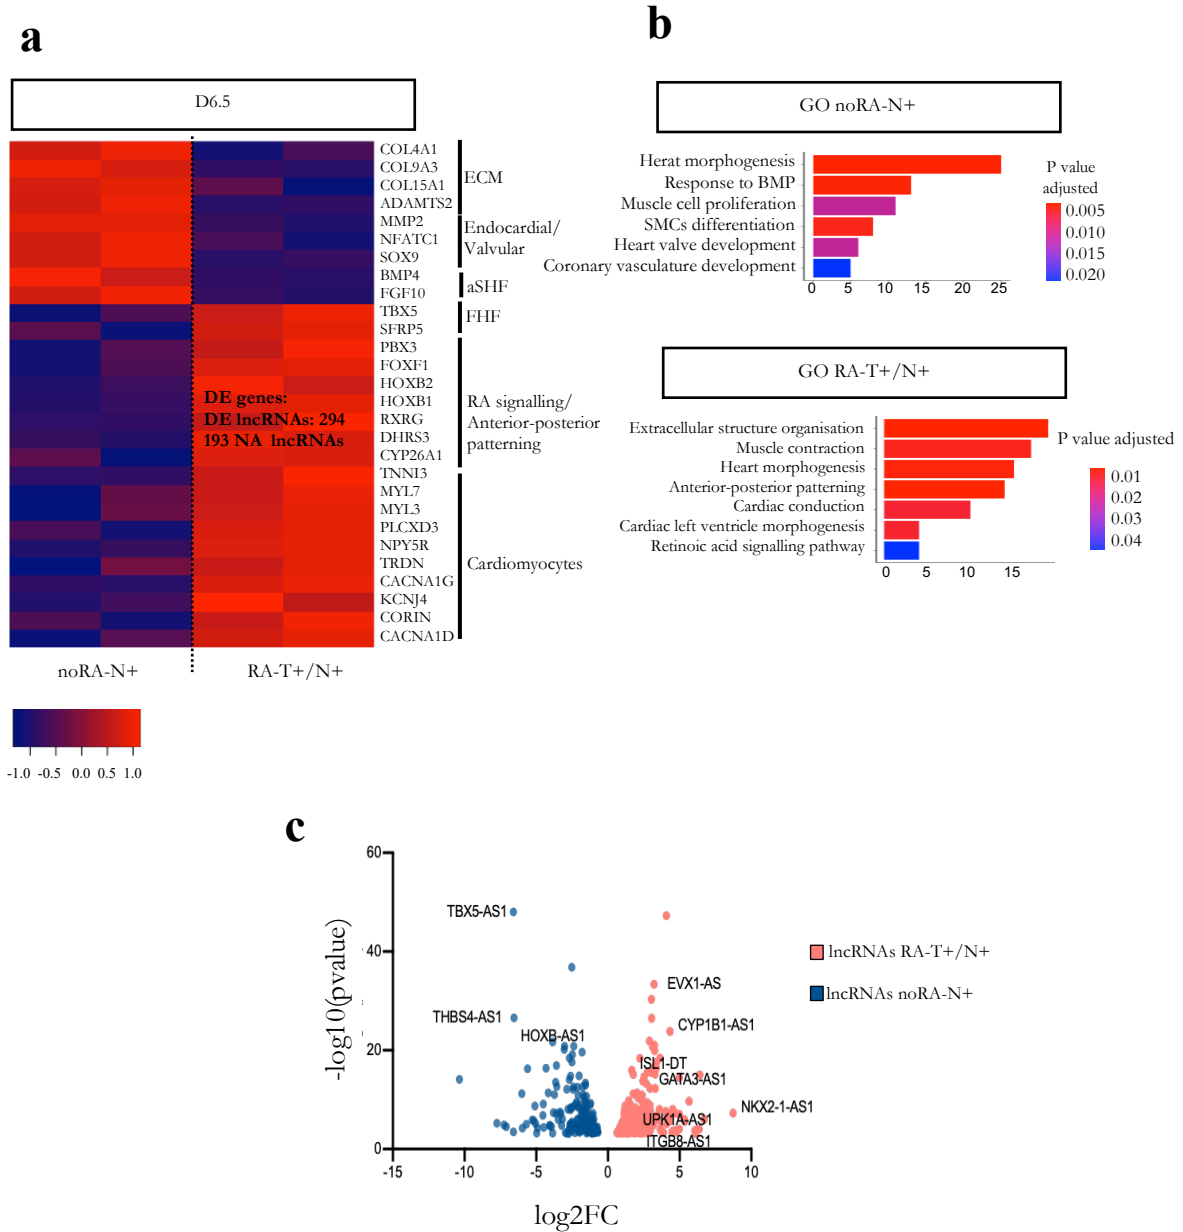 a
D6.5
COL4A1
COL9A3
COL15A1
ADAMTS2
MMP2
NFATC1
SOX9
BMP4
FGF10
TBX5
SFRP5
PBX3
FOXF1
HOXB2
HOXB1
RXRG
DHRS3
CYP26A1
TNNI3
MYL7
MYL3
PLCXD3
NPY5R
TRDN
CACNA1G
KCNJ4
CORIN
CACNA1D
ECM
Endocardial/
Valvular
aSHF
FHF
RA signalling/
Anterior-posterior
patterning
Cardiomyocytes
DE genes:
DE lncRNAs: 294
193 NA lncRNAs
noRA-N+
RA-T+/N+
-1.0 -0.5 0.0 0.5 1.0
b
GO noRA-N+
Herat morphogenesis
Response to BMP
Muscle cell proliferation
SMCs differentiation
Heart valve development
Coronary vasculature development
0 5 10 15 20 25
P value
adjusted
0.005
0.010
0.015
0.020
GO RA-T+/N+
Extracellular structure organisation
Muscle contraction
Heart morphogenesis
Anterior-posterior patterning
Cardiac conduction
Cardiac left ventricle morphogenesis
Retinoic acid signalling pathway
0 5 10 15
P value adjusted
0.01
0.02
0.03
0.04
c
-log10(pvalue)
60
40
20
0
-15 -10 -5 0 5 10
log2FC
TBX5-AS1
THBS4-AS1
HOXB-AS1
EVX1-AS
CYP1B1-AS1
ISL1-DT
GATA3-AS1
NKX2-1-AS1
UPK1A-AS1
ITGB8-AS1
lncRNAs RA-T+/N+
lncRNAs noRA-N+